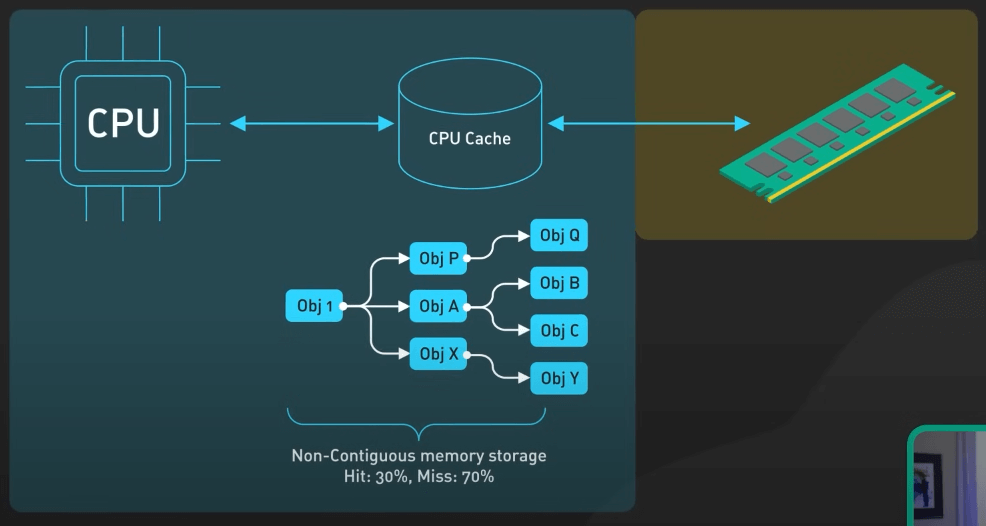 CPU
CPU Cache
Obj 1
Obj P
Obj A
Obj X
Obj Q
Obj B
Obj C
Obj Y
Non-Contiguous memory storage
Hit: 30%, Miss: 70%